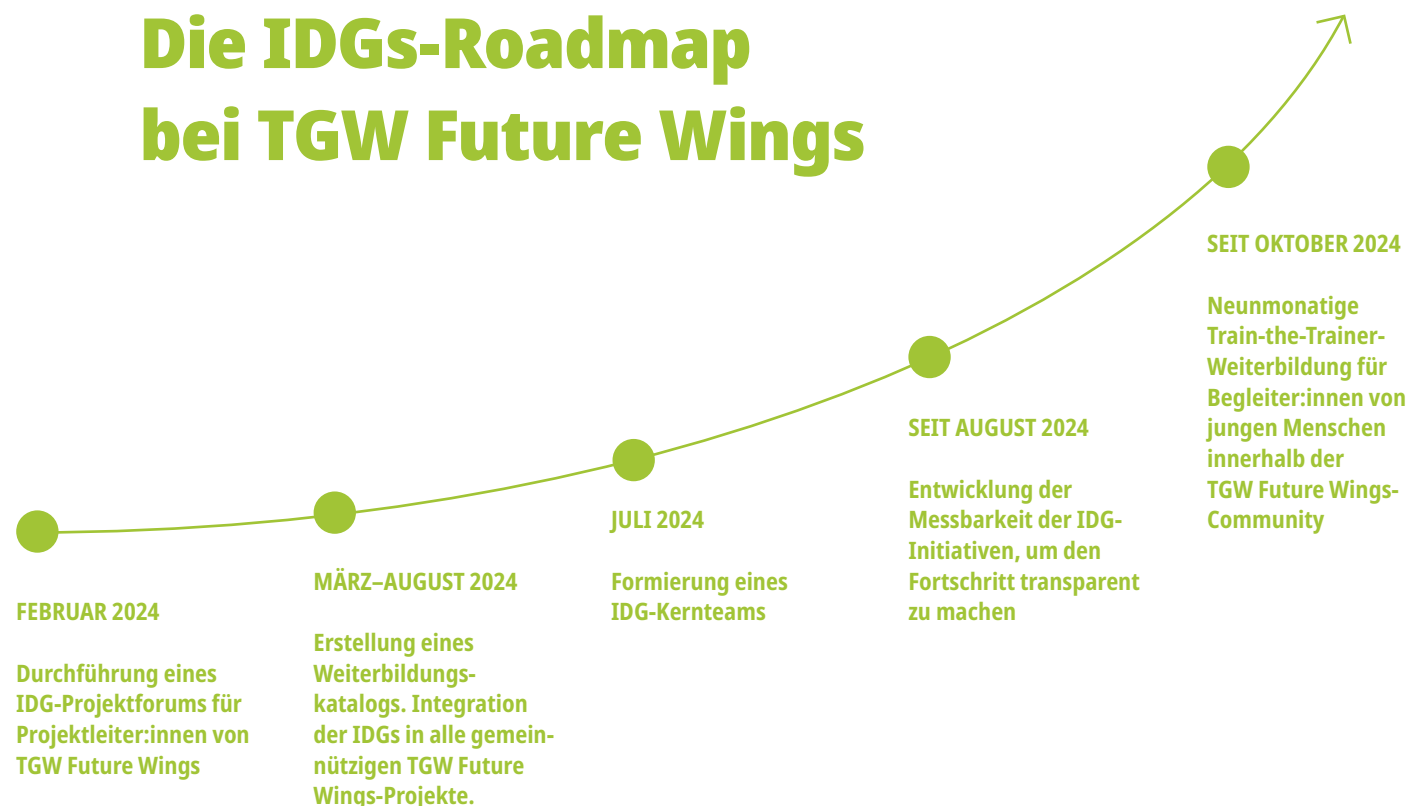 Die IDGs-Roadmap
bei TGW Future Wings
FEBRUAR 2024
Durchführung eines
IDG-Projektforums für
Projektleiter:innen von
TGW Future Wings
MÄRZ–AUGUST 2024
Erstellung eines
Weiterbildungs-
katalogs. Integration
der IDGs in alle gemein-
nützigen TGW Future
Wings-Projekte.
JULI 2024
Formierung eines
IDG-Kernteams
SEIT AUGUST 2024
Entwicklung der
Messbarkeit der IDG-
Initiativen, um den
Fortschritt transparent
zu machen
SEIT OKTOBER 2024
Neunmonatige
Train-the-Trainer-
Weiterbildung für
Begleiter:innen von
jungen Menschen
innerhalb der
TGW Future Wings-
Community